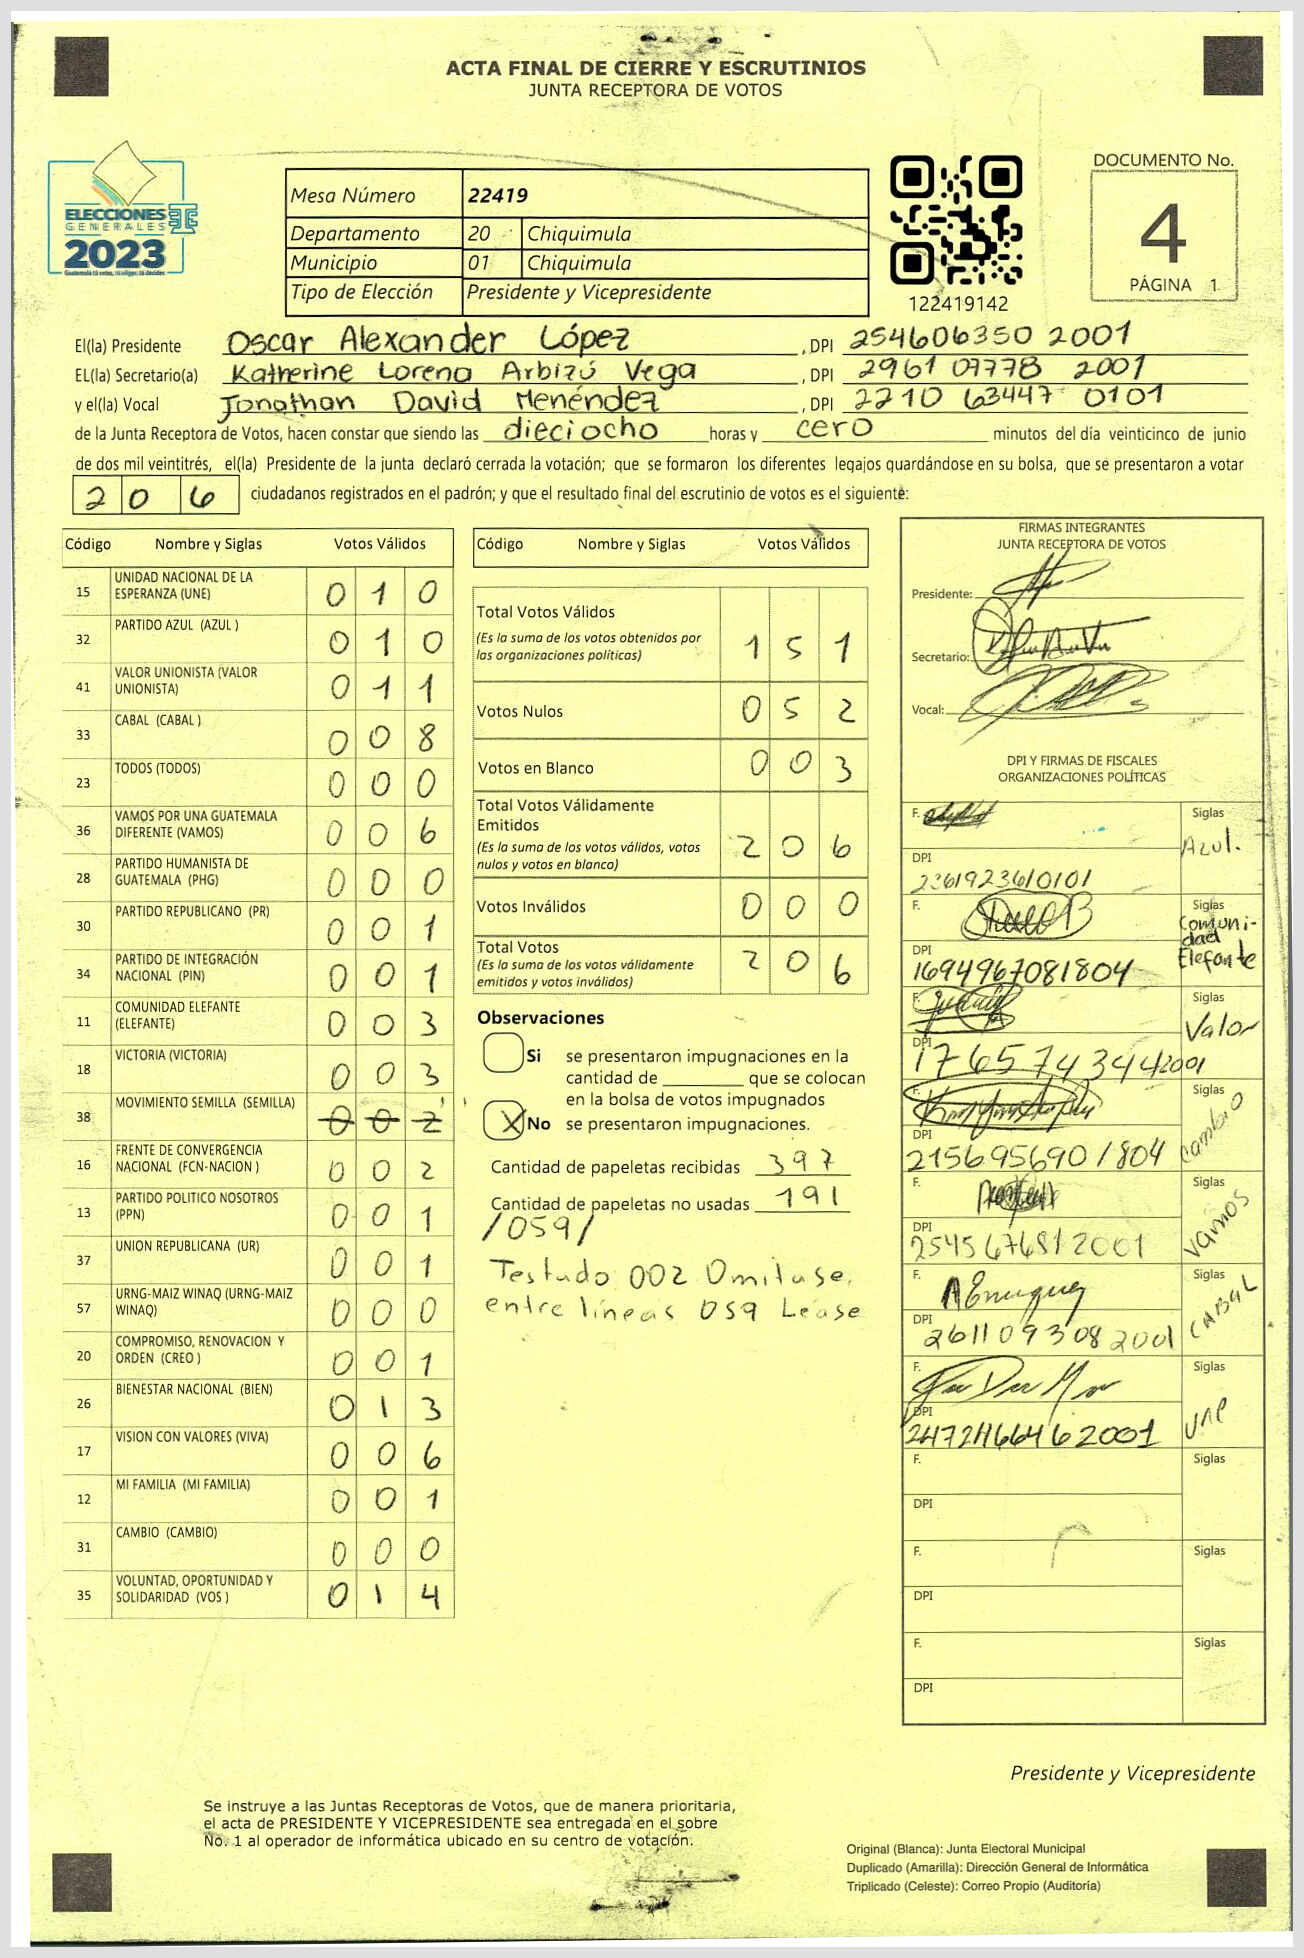 ACTA FINAL DE CIERRE Y ESCRUTINIOS
JUNTA RECEPTORA DE VOTOS
ELECCIONES
GENERALES
2023
Mesa Número 22419
Departamento 20 Chiquimula
Municipio 01 Chiquimula
Tipo de Elección Presidente y Vicepresidente
122419142
DOCUMENTO No.
4
PÁGINA 1
El(la) Presidente Oscar Alexander López , DPI 254606350 2001
EL(la) Secretario(a) Katherine Lorena Arbizú Vega , DPI 2961 07778 2001
y el(la) Vocal Jonathan David Menéndez , DPI 2210 63447 0101
de la Junta Receptora de Votos, hacen constar que siendo las dieciocho horas y cero minutos del día veinticinco de junio
de dos mil veintitrés, el(la) Presidente de la junta declaró cerrada la votación; que se formaron los diferentes legajos guardándose en su bolsa, que se presentaron a votar
206 ciudadanos registrados en el padrón; y que el resultado final del escrutinio de votos es el siguiente:
Código Nombre y Siglas Votos Válidos
15 UNIDAD NACIONAL DE LA
ESPERANZA (UNE) 0 1 0
32 PARTIDO AZUL (AZUL ) 0 1 0
41 VALOR UNIONISTA (VALOR
UNIONISTA) 0 1 1
33 CABAL (CABAL ) 0 0 8
23 TODOS (TODOS) 0 0 0
36 VAMOS POR UNA GUATEMALA
DIFERENTE (VAMOS) 0 0 6
28 PARTIDO HUMANISTA DE
GUATEMALA (PHG) 0 0 0
30 PARTIDO REPUBLICANO (PR) 0 0 1
34 PARTIDO DE INTEGRACIÓN
NACIONAL (PIN) 0 0 1
11 COMUNIDAD ELEFANTE
(ELEFANTE) 0 0 3
18 VICTORIA (VICTORIA) 0 0 3
38 MOVIMIENTO SEMILLA (SEMILLA) 0 0 2
16 FRENTE DE CONVERGENCIA
NACIONAL (FCN-NACION ) 0 0 2
13 PARTIDO POLITICO NOSOTROS
(PPN) 0 0 1
37 UNION REPUBLICANA (UR) 0 0 1
57 URNG-MAIZ WINAQ (URNG-MAIZ
WINAQ) 0 0 0
20 COMPROMISO, RENOVACION Y
ORDEN (CREO ) 0 0 1
26 BIENESTAR NACIONAL (BIEN) 0 1 3
17 VISION CON VALORES (VIVA) 0 0 6
12 MI FAMILIA (MI FAMILIA) 0 0 1
31 CAMBIO (CAMBIO) 0 0 0
35 VOLUNTAD, OPORTUNIDAD Y
SOLIDARIDAD (VOS ) 0 1 4
Código Nombre y Siglas Votos Válidos
Total Votos Válidos
(Es la suma de los votos obtenidos por
las organizaciones políticas) 1 5 1
Votos Nulos 0 5 2
Votos en Blanco 0 0 3
Total Votos Válidamente
Emitidos
(Es la suma de los votos válidos, votos
nulos y votos en blanco) 2 0 6
Votos Inválidos 0 0 0
Total Votos
(Es la suma de los votos válidamente
emitidos y votos inválidos) 2 0 6
Observaciones
Si se presentaron impugnaciones en la
cantidad de que se colocan
en la bolsa de votos impugnados
X No se presentaron impugnaciones.
Cantidad de papeletas recibidas 397
Cantidad de papeletas no usadas 191
/059/
Testado 002 Omitase.
entre líneas 059 Lease
FIRMAS INTEGRANTES
JUNTA RECEPTORA DE VOTOS
Presidente:
Secretario:
Vocal:
DPI Y FIRMAS DE FISCALES
ORGANIZACIONES POLÍTICAS
F. Siglas
Azul.
DPI
2361923610101
F. Siglas
Comuni-
dad
Elefante
DPI
1694967081804
F. Siglas
Valor
DPI
1765743442001
F. Siglas
Cambio
DPI
2156956901804
F. Siglas
Vamos
DPI
2545676812001
F. Siglas
CABAL
DPI
2611093082001
F. Siglas
DPI
2472466462001
F. Siglas
DPI
F. Siglas
DPI
F. Siglas
DPI
Presidente y Vicepresidente
Se instruye a las Juntas Receptoras de Votos, que de manera prioritaria,
el acta de PRESIDENTE Y VICEPRESIDENTE sea entregada en el sobre
No. 1 al operador de informática ubicado en su centro de votación.
Original (Blanca): Junta Electoral Municipal
Duplicado (Amarilla): Dirección General de Informática
Triplicado (Celeste): Correo Propio (Auditoría)